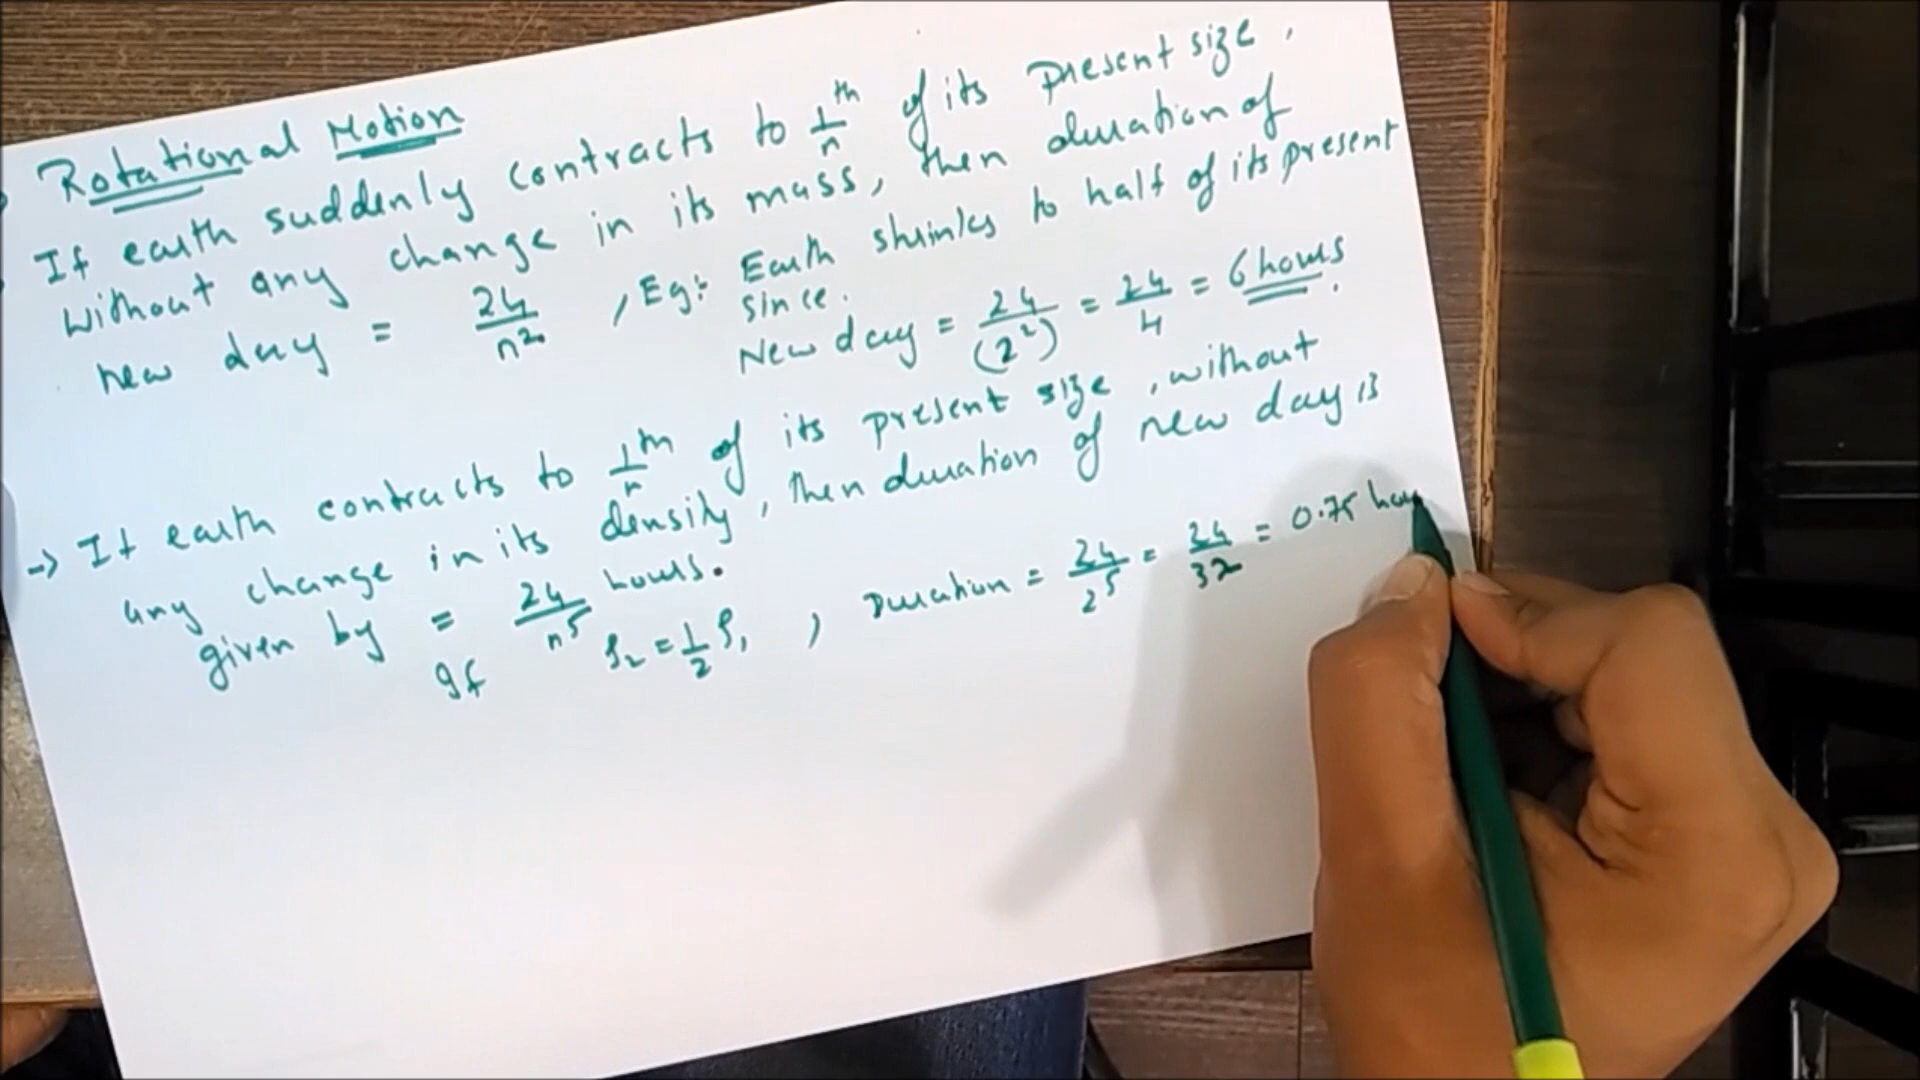 Rotational Motion
If earth suddenly contracts to 1/n th of its present size,
without any change in its mass, then duration of
new day = 24/n², Eg: Earth shrinks to half of its present
since.
New day = 24/(2²) = 24/4 = 6 hours.
→ If earth contracts to 1/n th of its present size, without
any change in its density, then duration of new day is
given by = 24/n⁵ hours.
If ρ₂ = 1/2 ρ₁, Duration = 24/2⁵ = 24/32 = 0.75 hou